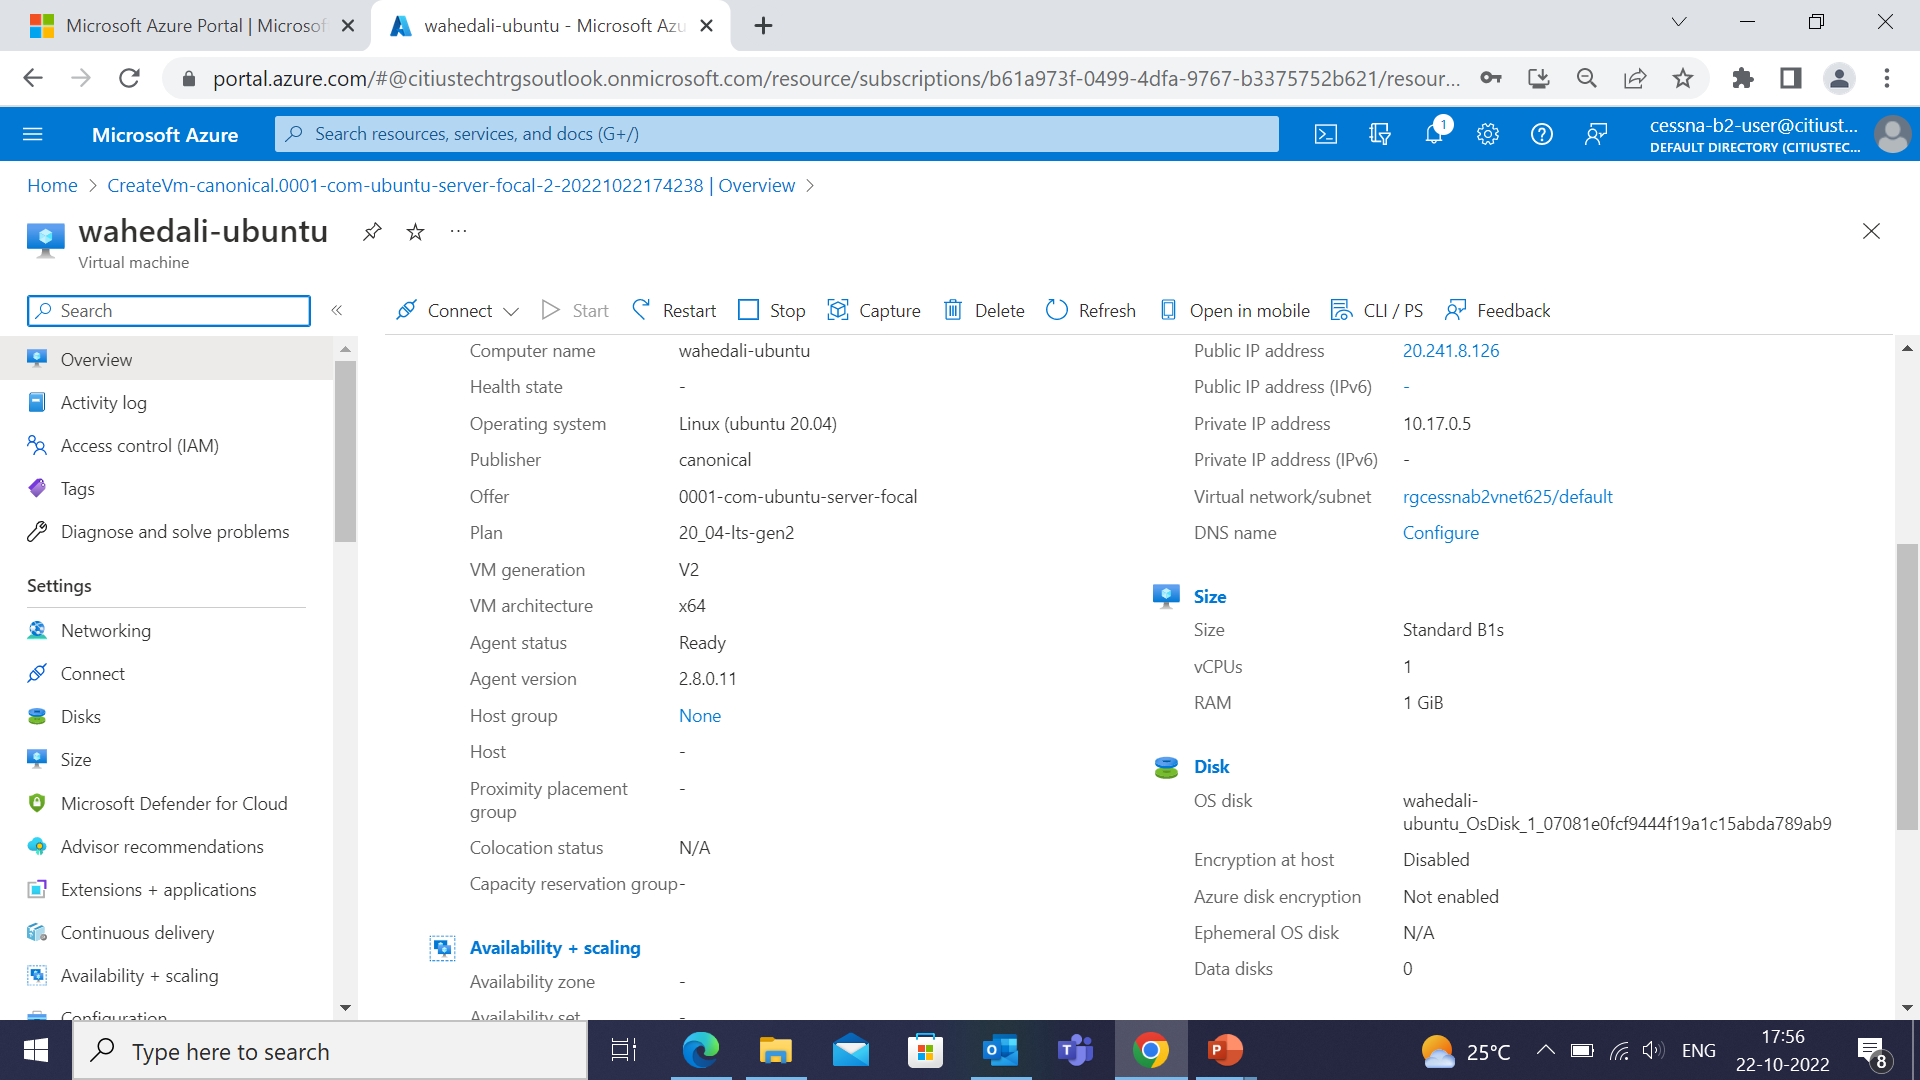 Microsoft Azure Portal | Microsof
wahedali-ubuntu - Microsoft Azu
portal.azure.com/#@citiustechtrgsoutlook.onmicrosoft.com/resource/subscriptions/b61a973f-0499-4dfa-9767-b3375752b621/resour...
Microsoft Azure
Search resources, services, and docs (G+/)
1
cessna-b2-user@citiust...
DEFAULT DIRECTORY (CITIUSTEC...
Home > CreateVm-canonical.0001-com-ubuntu-server-focal-2-20221022174238 | Overview >
wahedali-ubuntu
...
Virtual machine
Search
«
Connect
Start
Restart
Stop
Capture
Delete
Refresh
Open in mobile
CLI / PS
Feedback
Overview
Activity log
Access control (IAM)
Tags
Diagnose and solve problems
Settings
Networking
Connect
Disks
Size
Microsoft Defender for Cloud
Advisor recommendations
Extensions + applications
Continuous delivery
Availability + scaling
Configuration
Computer name wahedali-ubuntu
Health state -
Operating system Linux (ubuntu 20.04)
Publisher canonical
Offer 0001-com-ubuntu-server-focal
Plan 20_04-lts-gen2
VM generation V2
VM architecture x64
Agent status Ready
Agent version 2.8.0.11
Host group None
Host -
Proximity placement -
group
Colocation status N/A
Capacity reservation group -
Availability + scaling
Availability zone -
Availability set -
Public IP address 20.241.8.126
Public IP address (IPv6) -
Private IP address 10.17.0.5
Private IP address (IPv6) -
Virtual network/subnet rgcessnab2vnet625/default
DNS name Configure
Size
Size Standard B1s
vCPUs 1
RAM 1 GiB
Disk
OS disk wahedali-
ubuntu_OsDisk_1_07081e0fcf9444f19a1c15abda789ab9
Encryption at host Disabled
Azure disk encryption Not enabled
Ephemeral OS disk N/A
Data disks 0
Type here to search
25°C
ENG
17:56
22-10-2022
8